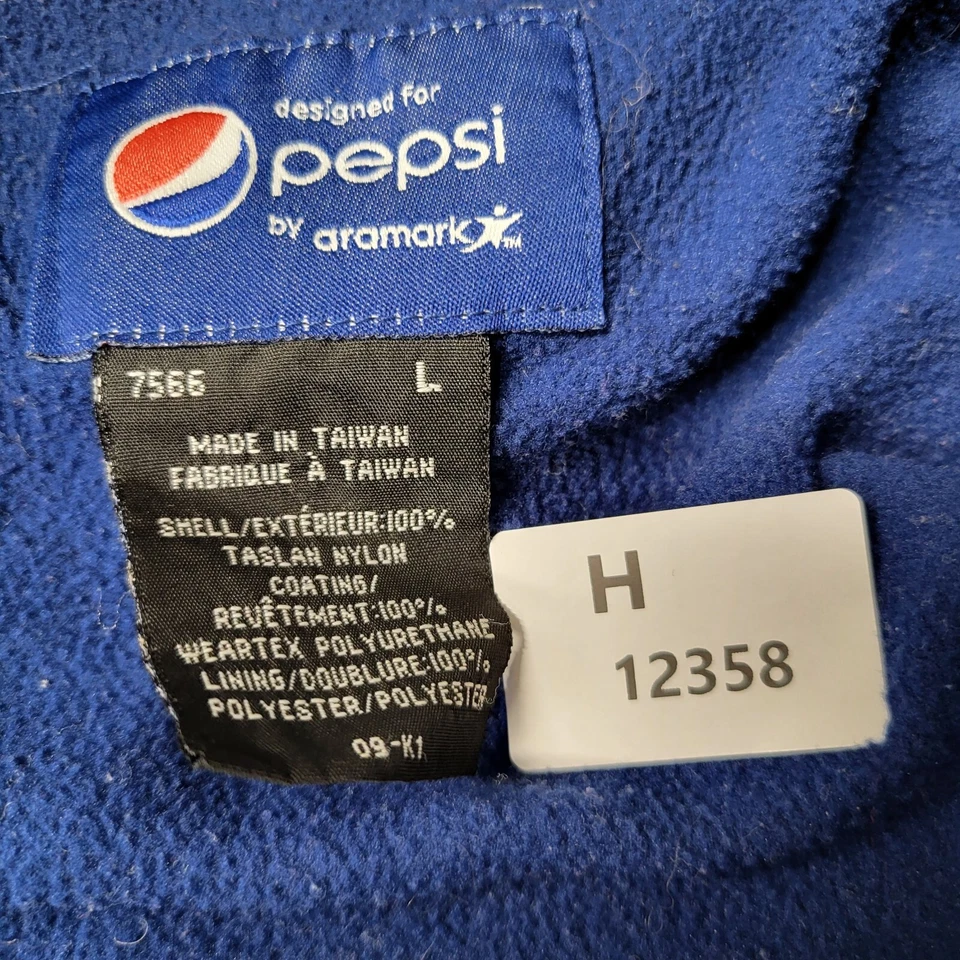 designed for
pepsi
by aramark™
7566 L
MADE IN TAIWAN
FABRIQUE À TAIWAN
SHELL/EXTÉRIEUR:100%
TASLAN NYLON
COATING/
REVÊTEMENT:100%
WEARTEX POLYURETHANE
LINING/DOUBLURE:100%
POLYESTER/POLYESTER
09-K1
H
12358